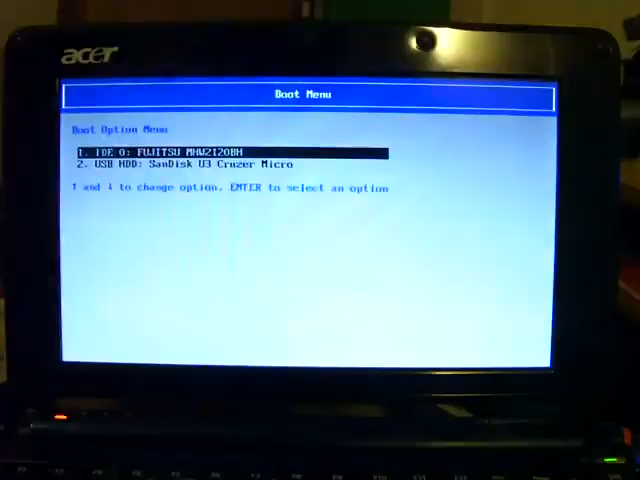 acer
Boot Menu
Boot Option Menu
1. IDE 0: FUJITSU MHW2120BH
2. USB HDD: SanDisk U3 Cruzer Micro
↑ and ↓ to change option, ENTER to select an option